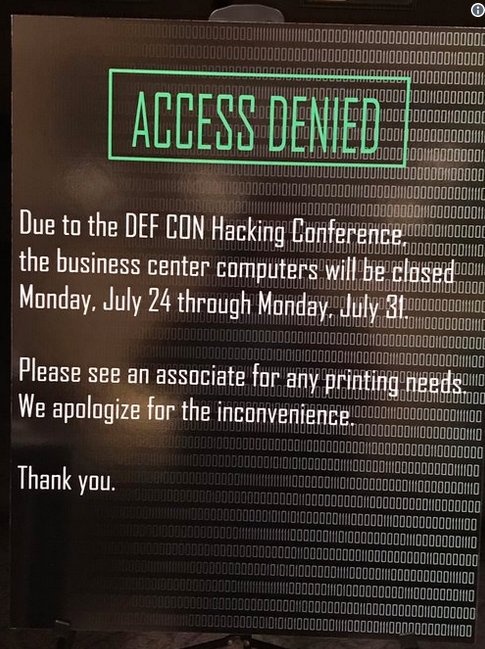 ACCESS DENIED
Due to the DEF CON Hacking Conference,
the business center computers will be closed
Monday, July 24 through Monday, July 31.
Please see an associate for any printing needs.
We apologize for the inconvenience.
Thank you.